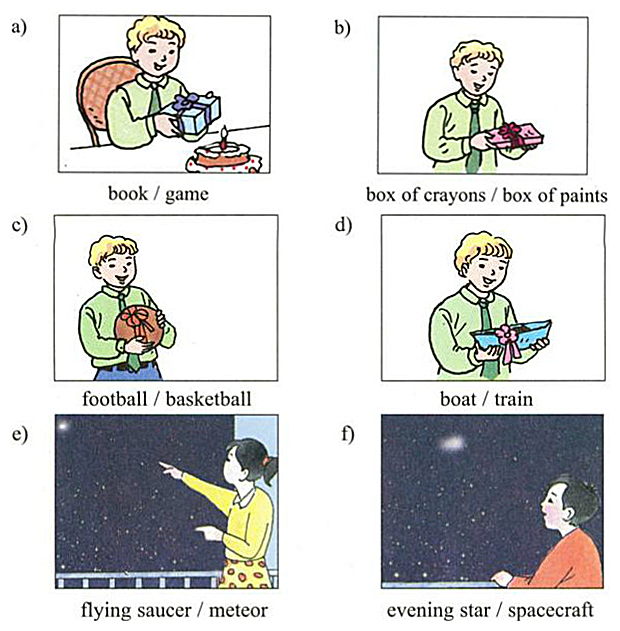 a)
b)
book / game
box of crayons / box of paints
c)
d)
football / basketball
boat / train
e)
f)
flying saucer / meteor
evening star / spacecraft